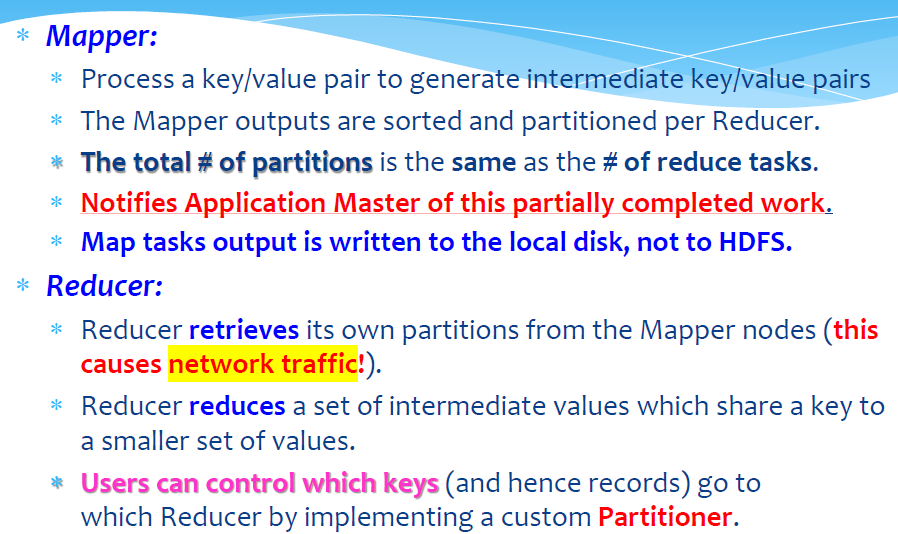 * Mapper:
* Process a key/value pair to generate intermediate key/value pairs
* The Mapper outputs are sorted and partitioned per Reducer.
* The total # of partitions is the same as the # of reduce tasks.
* Notifies Application Master of this partially completed work.
* Map tasks output is written to the local disk, not to HDFS.
* Reducer:
* Reducer retrieves its own partitions from the Mapper nodes (this
causes network traffic!).
* Reducer reduces a set of intermediate values which share a key to
a smaller set of values.
* Users can control which keys (and hence records) go to
which Reducer by implementing a custom Partitioner.